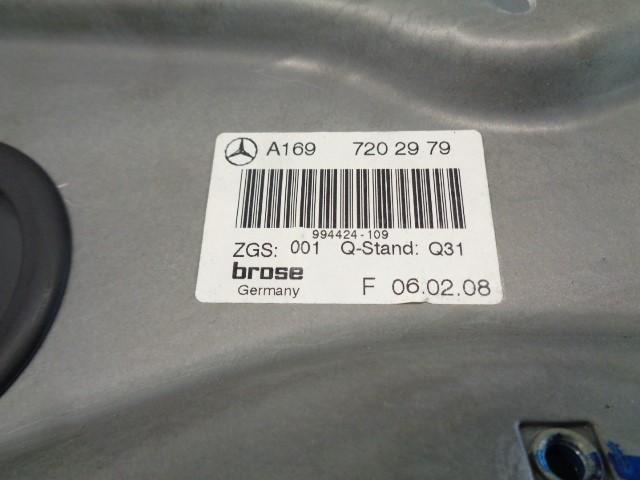 A169 720 29 79
994424-109
ZGS: 001 Q-Stand: Q31
brose
Germany F 06.02.08